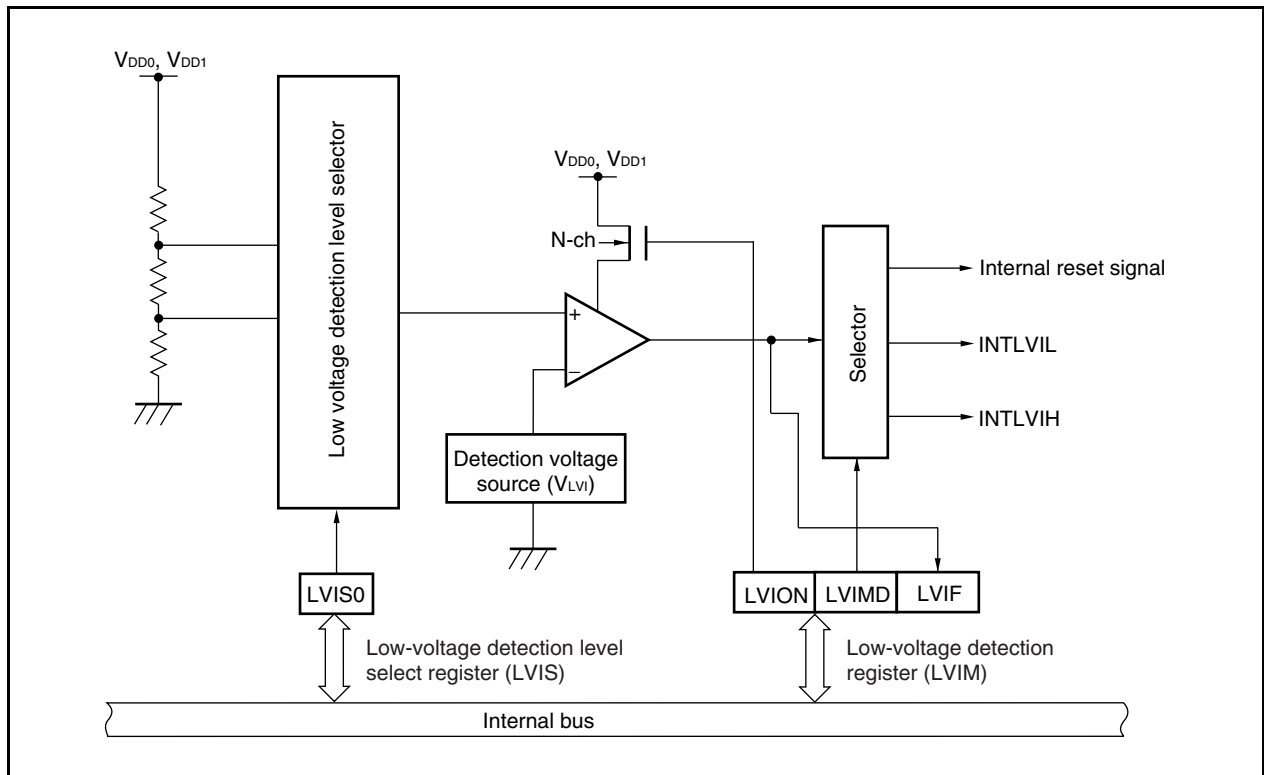 VDD0, VDD1
Low voltage detection level selector
VDD0, VDD1
N-ch
+
−
Detection voltage
source (VLVI)
Selector
Internal reset signal
INTLVIL
INTLVIH
LVIS0
LVION
LVIMD
LVIF
Low-voltage detection level
select register (LVIS)
Low-voltage detection
register (LVIM)
Internal bus